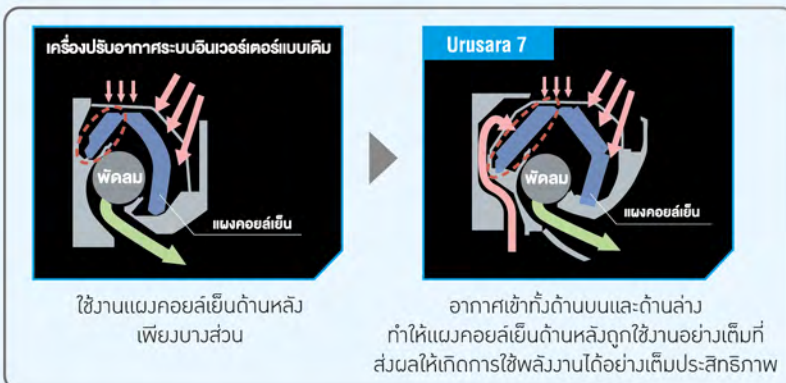 เครื่องปรับอากาศระบบอินเวอร์เตอร์แบบเดิม
พัดลม
แผงคอยล์เย็น
ใช้งานแผงคอยล์เย็นด้านหลัง
เพียงบางส่วน
Urusara 7
พัดลม
แผงคอยล์เย็น
อากาศเข้าทั้งด้านบนและด้านล่าง
ทำให้แผงคอยล์เย็นด้านหลังถูกใช้งานอย่างเต็มที่
ส่งผลให้เกิดการใช้พลังงานได้อย่างเต็มประสิทธิภาพ